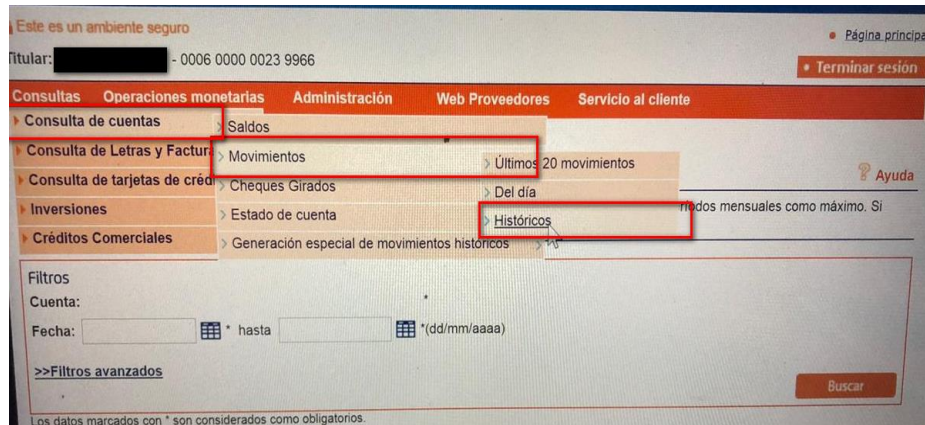 Este es un ambiente seguro
Página principa
Titular: - 0006 0000 0023 9966
Terminar sesión
Consultas Operaciones monetarias Administración Web Proveedores Servicio al cliente
Consulta de cuentas
Saldos
Consulta de Letras y Factura
Movimientos
Últimos 20 movimientos
Ayuda
Consulta de tarjetas de créd
Cheques Girados
Del día
Inversiones
Estado de cuenta
Históricos
ríodos mensuales como máximo. Si
Créditos Comerciales
Generación especial de movimientos históricos
Filtros
Cuenta: *
Fecha: * hasta *(dd/mm/aaaa)
>>Filtros avanzados
Buscar
Los datos marcados con * son considerados como obligatorios.